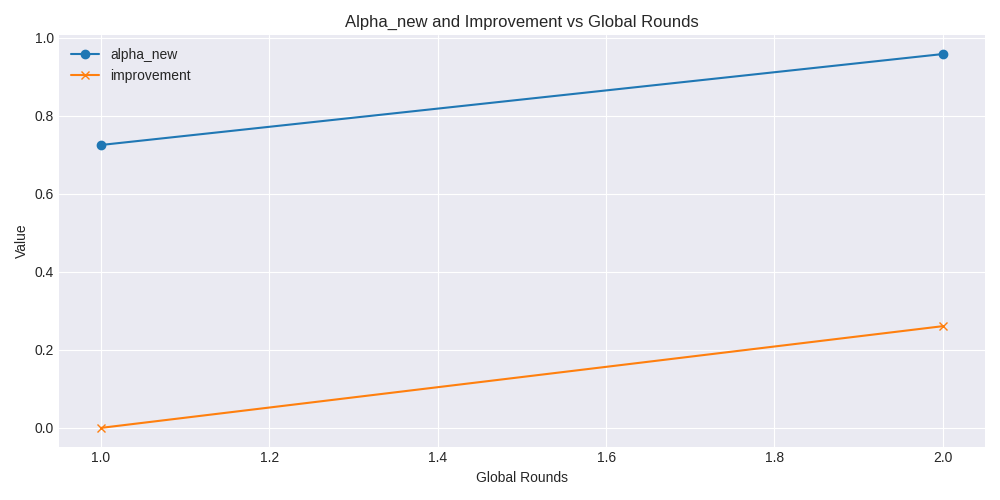 Alpha_new and Improvement vs Global Rounds
alpha_new
improvement
Value
1.0
0.8
0.6
0.4
0.2
0.0
1.0 1.2 1.4 1.6 1.8 2.0
Global Rounds